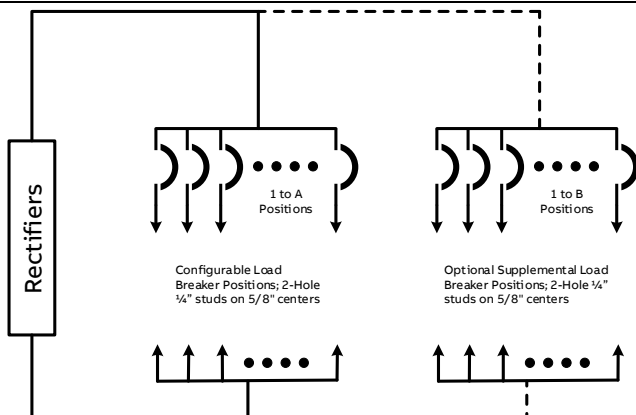 Rectifiers
1 to A
Positions
1 to B
Positions
Configurable Load
Breaker Positions; 2-Hole
¼” studs on 5/8" centers
Optional Supplemental Load
Breaker Positions; 2-Hole ¼”
studs on 5/8" centers